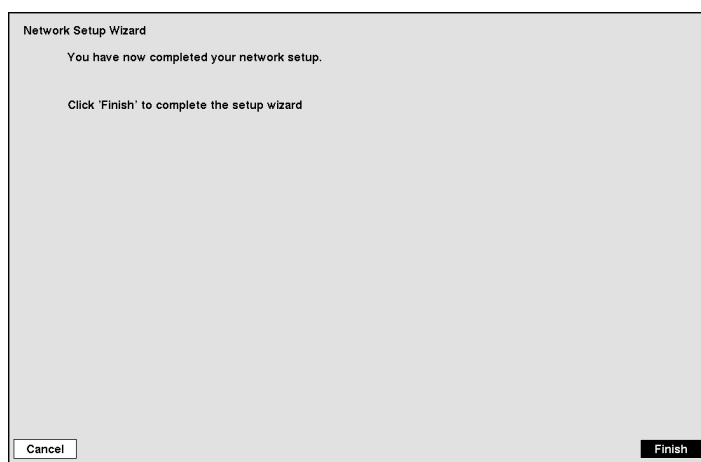 Network Setup Wizard
You have now completed your network setup.
Click 'Finish' to complete the setup wizard
Cancel
Finish